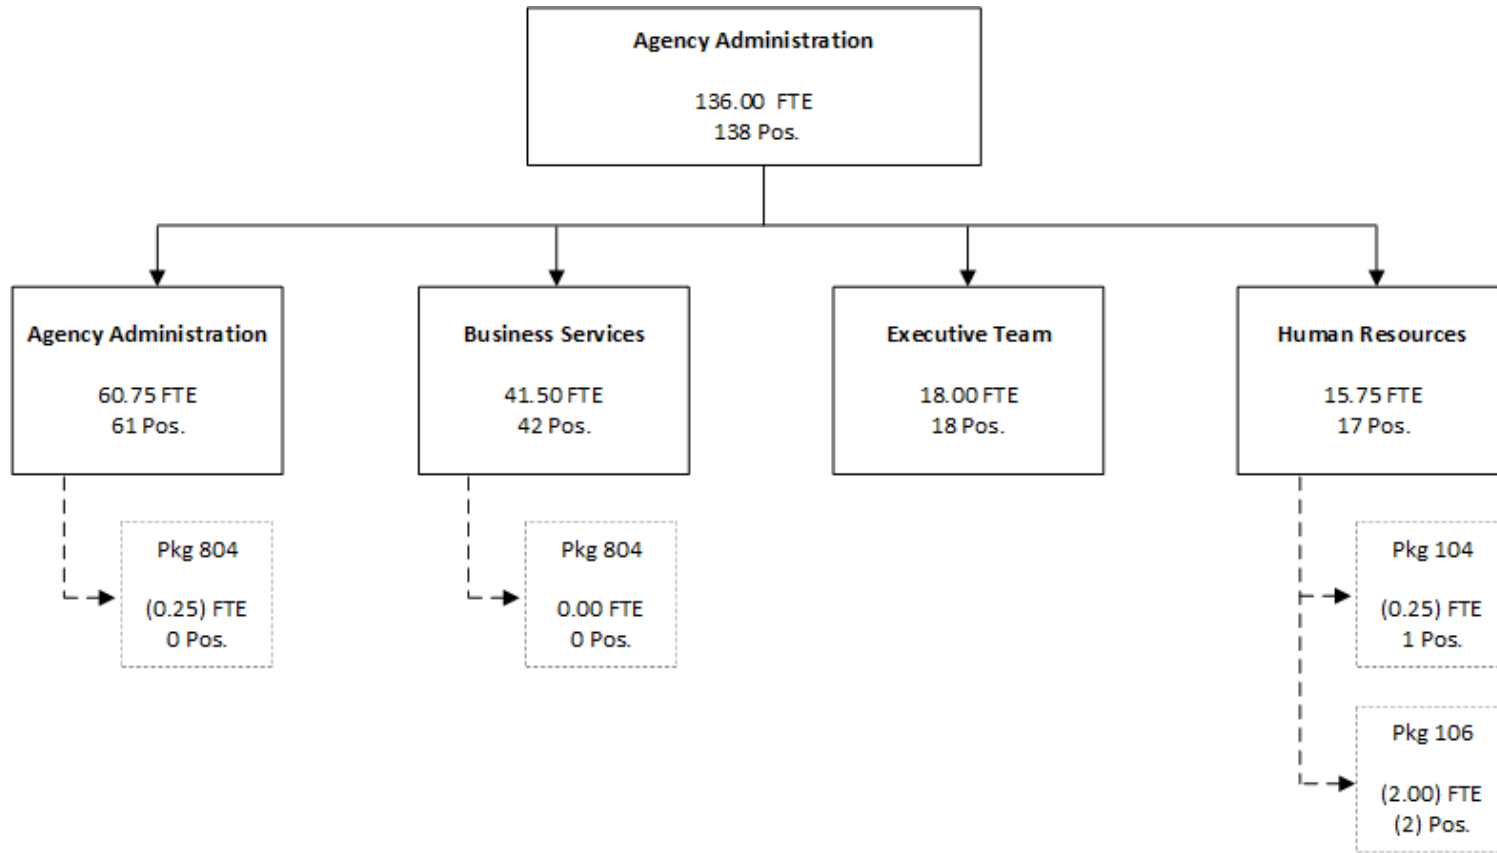 Agency Administration
136.00 FTE
138 Pos.
Agency Administration
60.75 FTE
61 Pos.
Business Services
41.50 FTE
42 Pos.
Executive Team
18.00 FTE
18 Pos.
Human Resources
15.75 FTE
17 Pos.
Pkg 804
(0.25) FTE
0 Pos.
Pkg 804
0.00 FTE
0 Pos.
Pkg 104
(0.25) FTE
1 Pos.
Pkg 106
(2.00) FTE
(2) Pos.